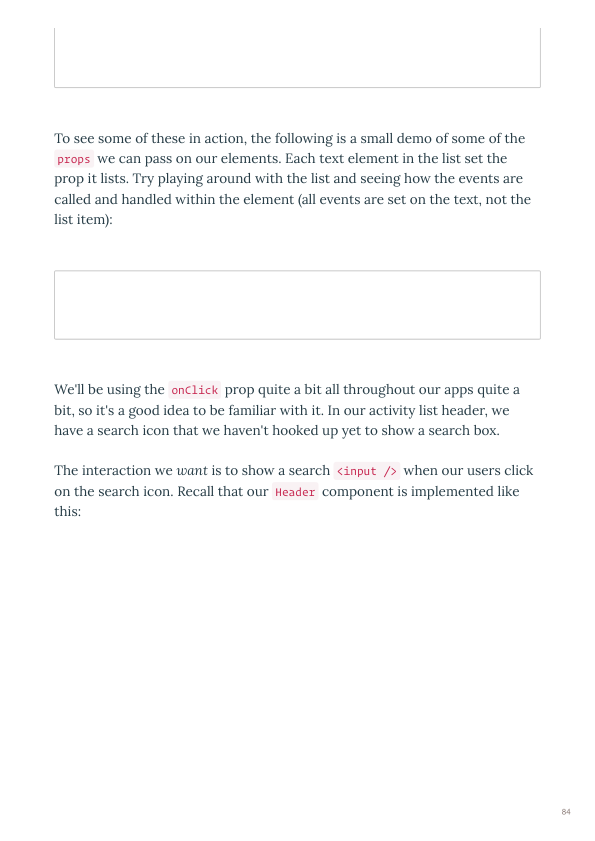 To see some of these in action, the following is a small demo of some of the
props we can pass on our elements. Each text element in the list set the
prop it lists. Try playing around with the list and seeing how the events are
called and handled within the element (all events are set on the text, not the
list item):
We'll be using the onClick prop quite a bit all throughout our apps quite a
bit, so it's a good idea to be familiar with it. In our activity list header, we
have a search icon that we haven't hooked up yet to show a search box.
The interaction we want is to show a search <input /> when our users click
on the search icon. Recall that our Header component is implemented like
this:
84